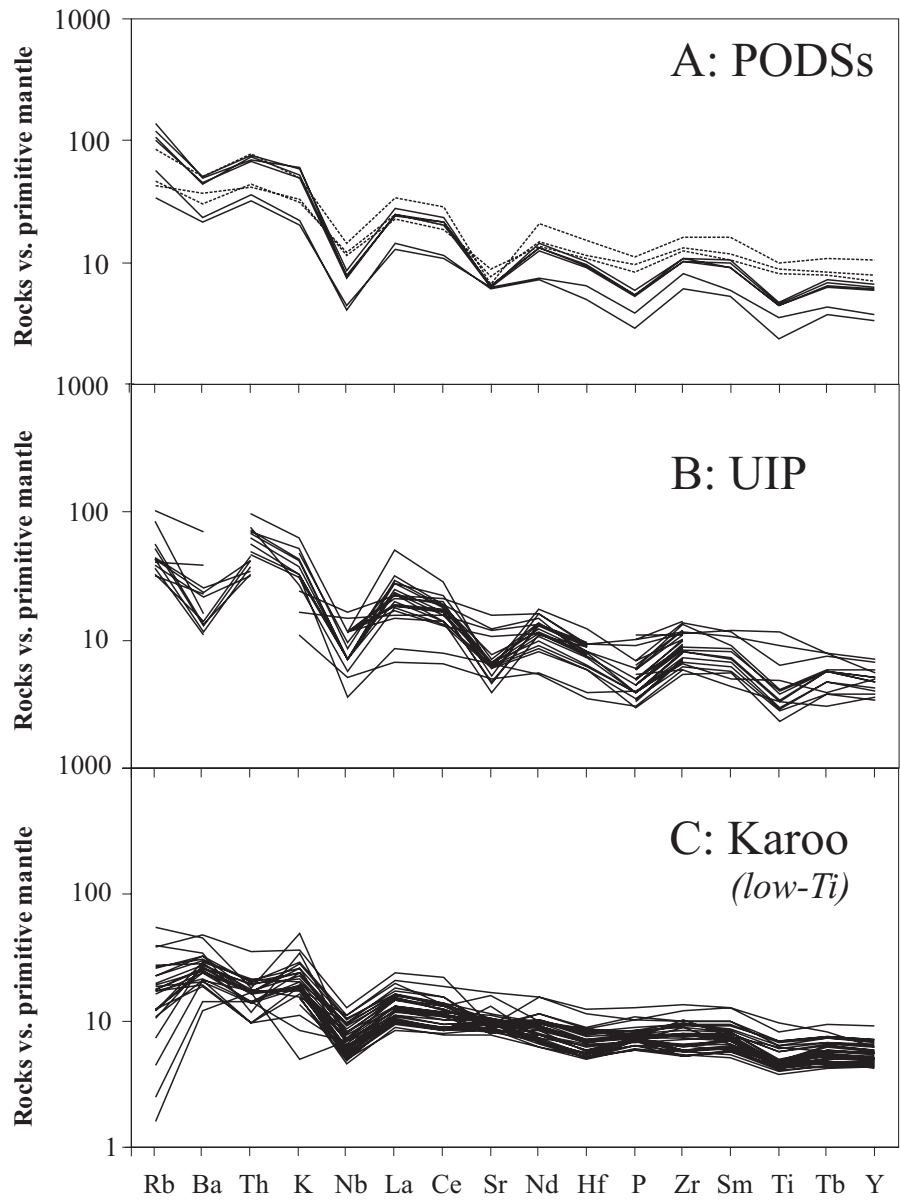 1000
A: PODSs
100
10
Rocks vs. primitive mantle
1000
B: UIP
100
10
Rocks vs. primitive mantle
1000
C: Karoo
(low-Ti)
100
10
1
Rocks vs. primitive mantle
Rb Ba Th K Nb La Ce Sr Nd Hf P Zr Sm Ti Tb Y